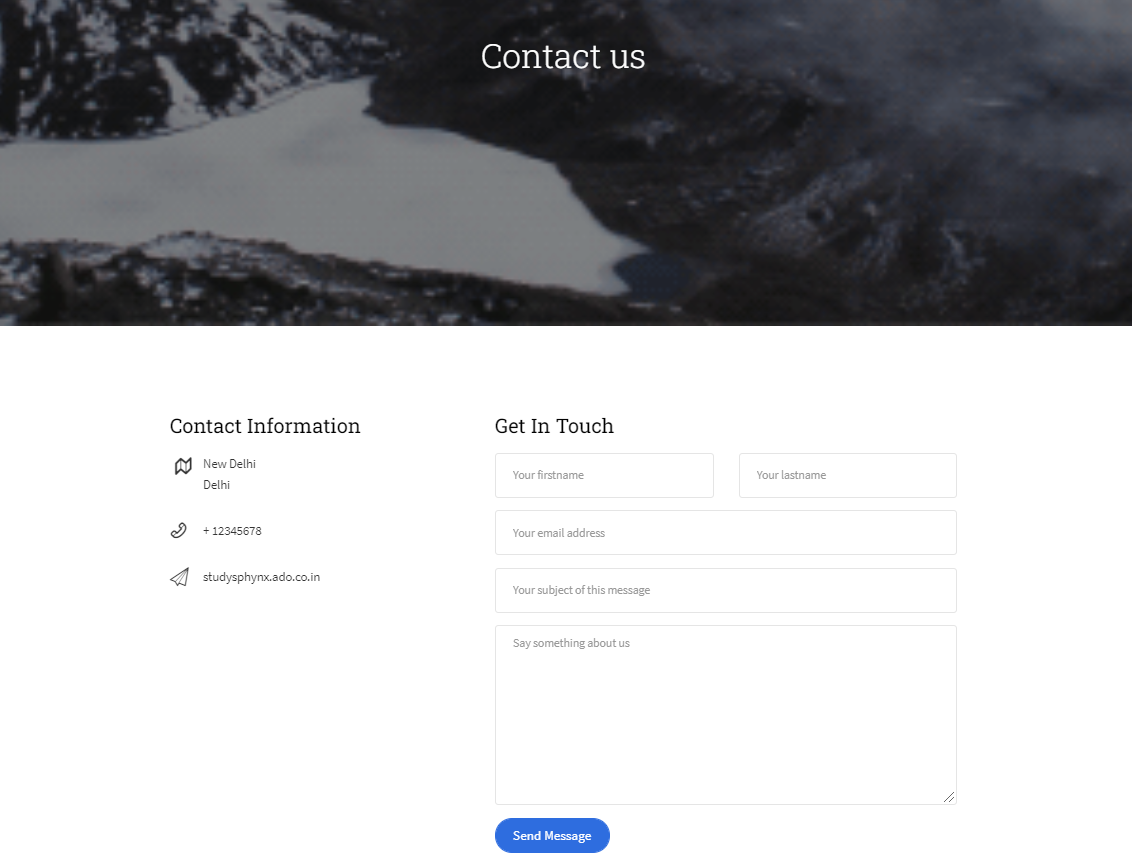 Contact us
Contact Information
New Delhi
Delhi
+ 12345678
studysphynx.ado.co.in
Get In Touch
Your firstname
Your lastname
Your email address
Your subject of this message
Say something about us
Send Message